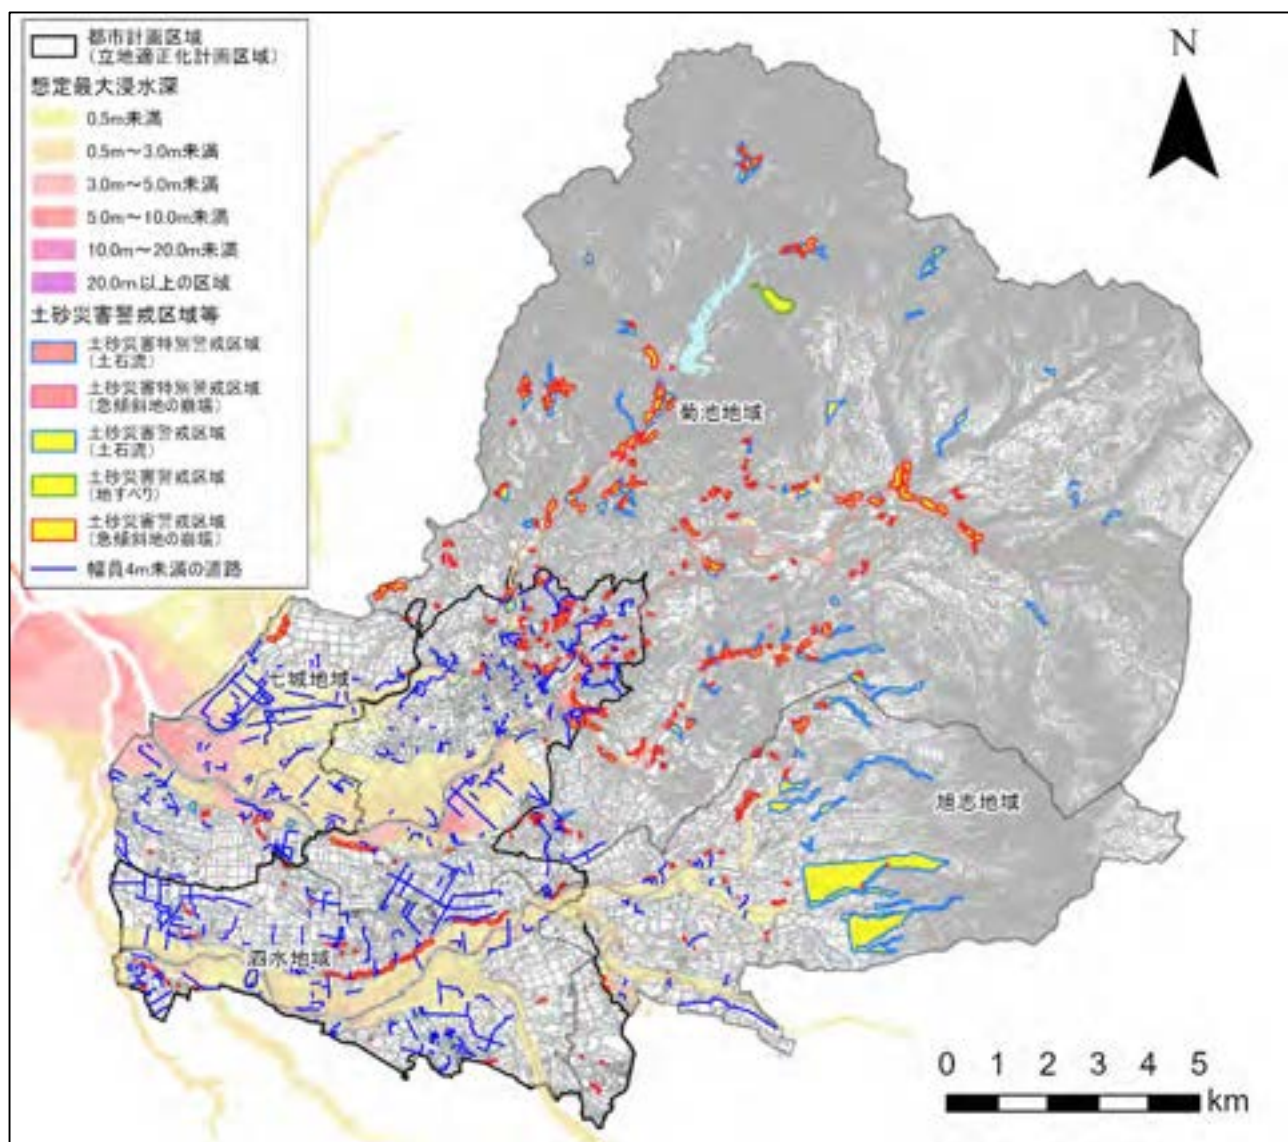 都市計画区域
(立地適正化計画区域)
想定最大浸水深
0.5m未満
0.5m～3.0m未満
3.0m～5.0m未満
5.0m～10.0m未満
10.0m～20.0m未満
20.0m以上の区域
土砂災害警戒区域等
土砂災害特別警戒区域
(土石流)
土砂災害特別警戒区域
(急傾斜地の崩壊)
土砂災害警戒区域
(土石流)
土砂災害警戒区域
(地すべり)
土砂災害警戒区域
(急傾斜地の崩壊)
幅員4m未満の道路
N
菊池地域
七城地域
旭志地域
泗水地域
0 1 2 3 4 5
km